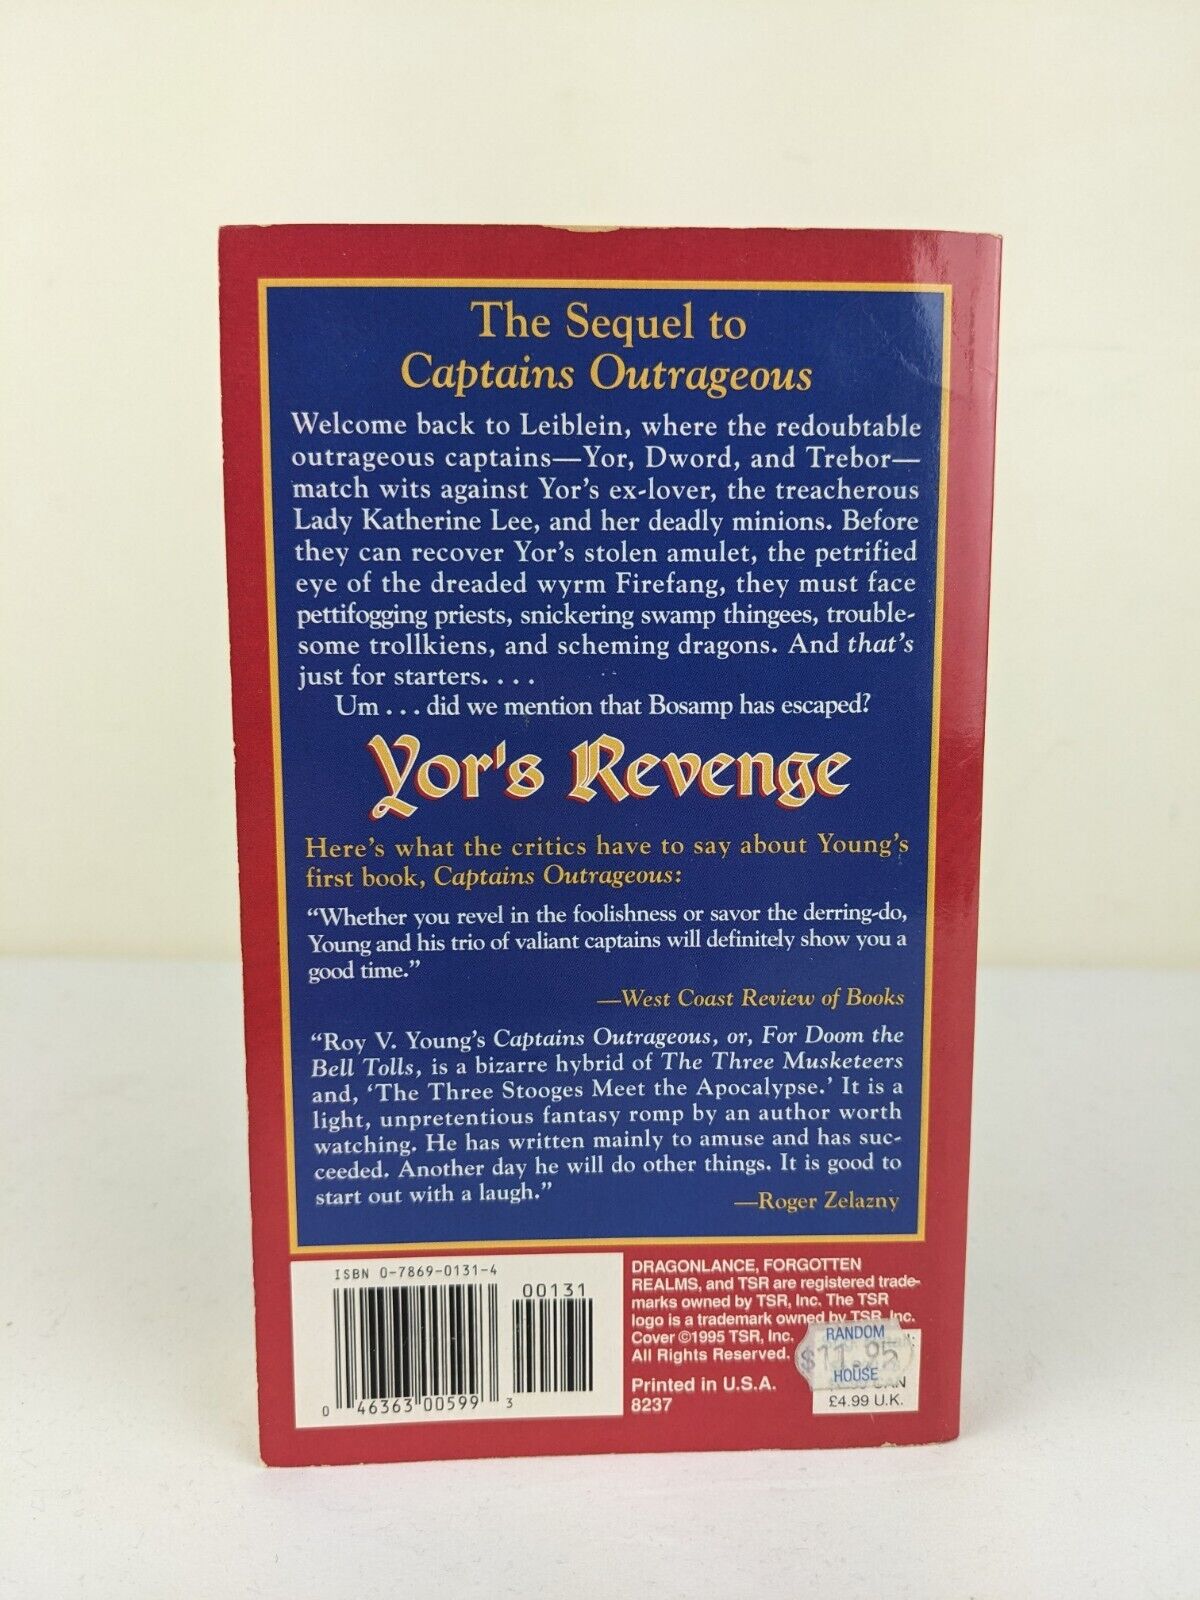 The Sequel to
Captains Outrageous
Welcome back to Leiblein, where the redoubtable
outrageous captains—Yor, Dword, and Trebor—
match wits against Yor's ex-lover, the treacherous
Lady Katherine Lee, and her deadly minions. Before
they can recover Yor's stolen amulet, the petrified
eye of the dreaded wyrm Firefang, they must face
pettifogging priests, snickering swamp thingees, trouble-
some trollkiens, and scheming dragons. And that's
just for starters. . . .
Um . . . did we mention that Bosamp has escaped?
Yor's Revenge
Here's what the critics have to say about Young's
first book, Captains Outrageous:
“Whether you revel in the foolishness or savor the derring-do,
Young and his trio of valiant captains will definitely show you a
good time.”
—West Coast Review of Books
“Roy V. Young's Captains Outrageous, or, For Doom the
Bell Tolls, is a bizarre hybrid of The Three Musketeers
and, ‘The Three Stooges Meet the Apocalypse.’ It is a
light, unpretentious fantasy romp by an author worth
watching. He has written mainly to amuse and has suc-
ceeded. Another day he will do other things. It is good to
start out with a laugh.”
—Roger Zelazny
ISBN 0-7869-0131-4
00131
0 46363 00599 3
DRAGONLANCE, FORGOTTEN
REALMS, and TSR are registered trade-
marks owned by TSR, Inc. The TSR
logo is a trademark owned by TSR, Inc.
Cover ©1995 TSR, Inc.
All Rights Reserved.
Printed in U.S.A.
8237
RANDOM
$11.95
HOUSE
CAN
£4.99 U.K.